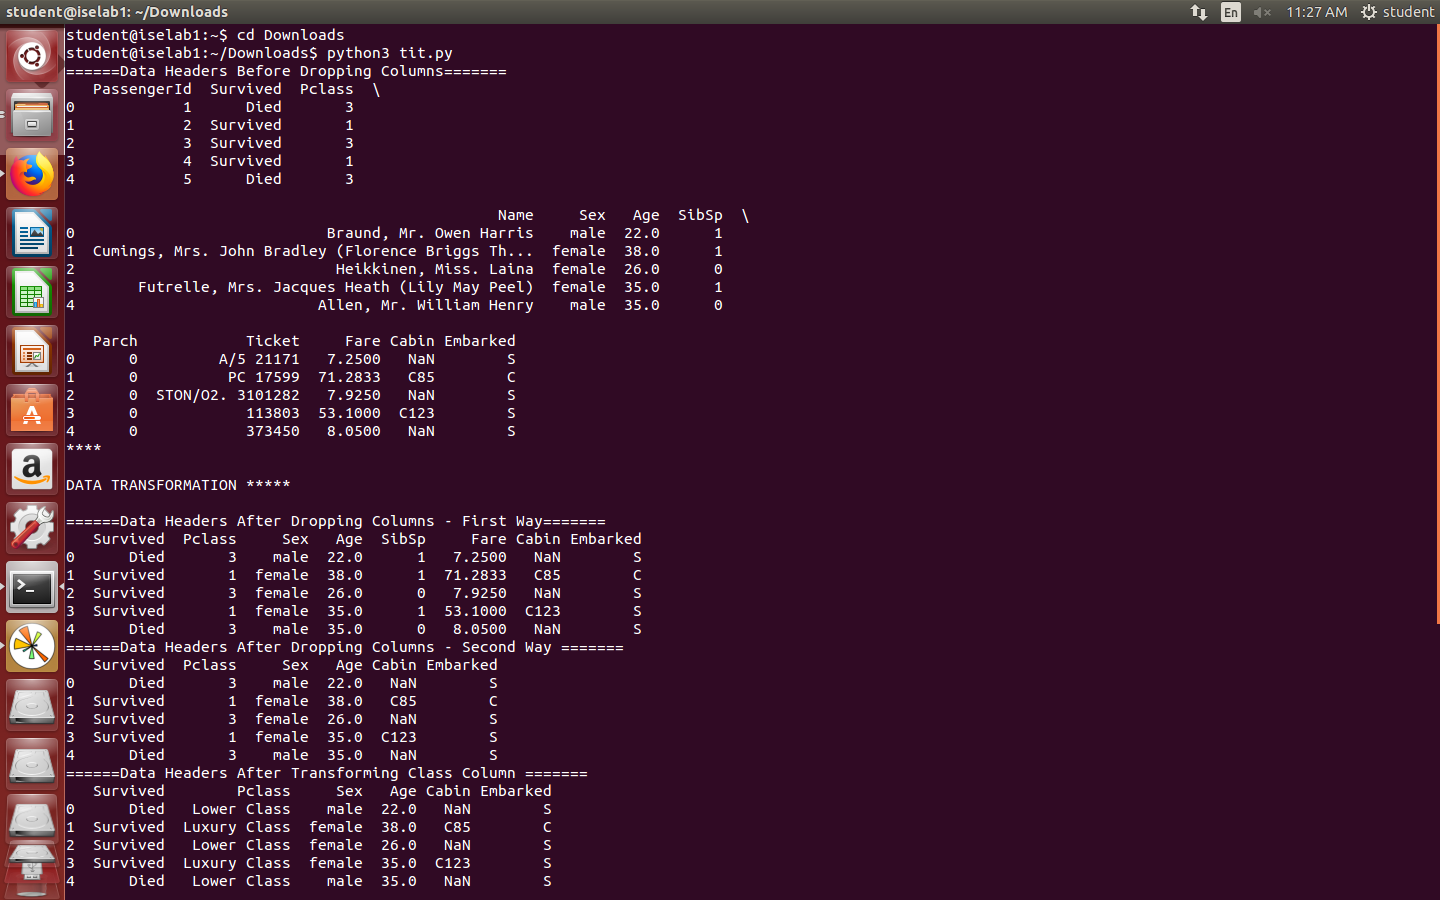 student@iselab1: ~/Downloads En 11:27 AM student
student@iselab1:~$ cd Downloads
student@iselab1:~/Downloads$ python3 tit.py
======Data Headers Before Dropping Columns=======
   PassengerId  Survived  Pclass  \
0            1      Died       3
1            2  Survived       1
2            3  Survived       3
3            4  Survived       1
4            5      Died       3

                                                Name     Sex   Age  SibSp  \
0                            Braund, Mr. Owen Harris    male  22.0      1
1  Cumings, Mrs. John Bradley (Florence Briggs Th...  female  38.0      1
2                             Heikkinen, Miss. Laina  female  26.0      0
3       Futrelle, Mrs. Jacques Heath (Lily May Peel)  female  35.0      1
4                           Allen, Mr. William Henry    male  35.0      0

   Parch            Ticket     Fare Cabin Embarked
0      0         A/5 21171   7.2500   NaN        S
1      0          PC 17599  71.2833   C85        C
2      0  STON/O2. 3101282   7.9250   NaN        S
3      0            113803  53.1000  C123        S
4      0            373450   8.0500   NaN        S
****

DATA TRANSFORMATION *****

======Data Headers After Dropping Columns - First Way=======
   Survived  Pclass     Sex   Age  SibSp     Fare Cabin Embarked
0      Died       3    male  22.0      1   7.2500   NaN        S
1  Survived       1  female  38.0      1  71.2833   C85        C
2  Survived       3  female  26.0      0   7.9250   NaN        S
3  Survived       1  female  35.0      1  53.1000  C123        S
4      Died       3    male  35.0      0   8.0500   NaN        S
======Data Headers After Dropping Columns - Second Way =======
   Survived  Pclass     Sex   Age Cabin Embarked
0      Died       3    male  22.0   NaN        S
1  Survived       1  female  38.0   C85        C
2  Survived       3  female  26.0   NaN        S
3  Survived       1  female  35.0  C123        S
4      Died       3    male  35.0   NaN        S
======Data Headers After Transforming Class Column =======
   Survived        Pclass     Sex   Age Cabin Embarked
0      Died   Lower Class    male  22.0   NaN        S
1  Survived  Luxury Class  female  38.0   C85        C
2  Survived   Lower Class  female  26.0   NaN        S
3  Survived  Luxury Class  female  35.0  C123        S
4      Died   Lower Class    male  35.0   NaN        S